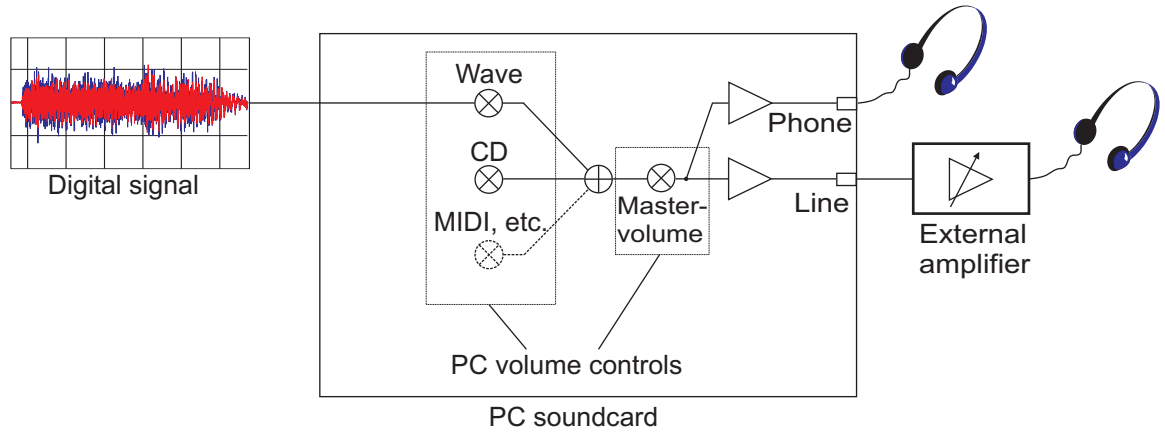 Wave
Phone
CD
Digital signal
Master-
volume
Line
MIDI, etc.
External
amplifier
PC volume controls
PC soundcard